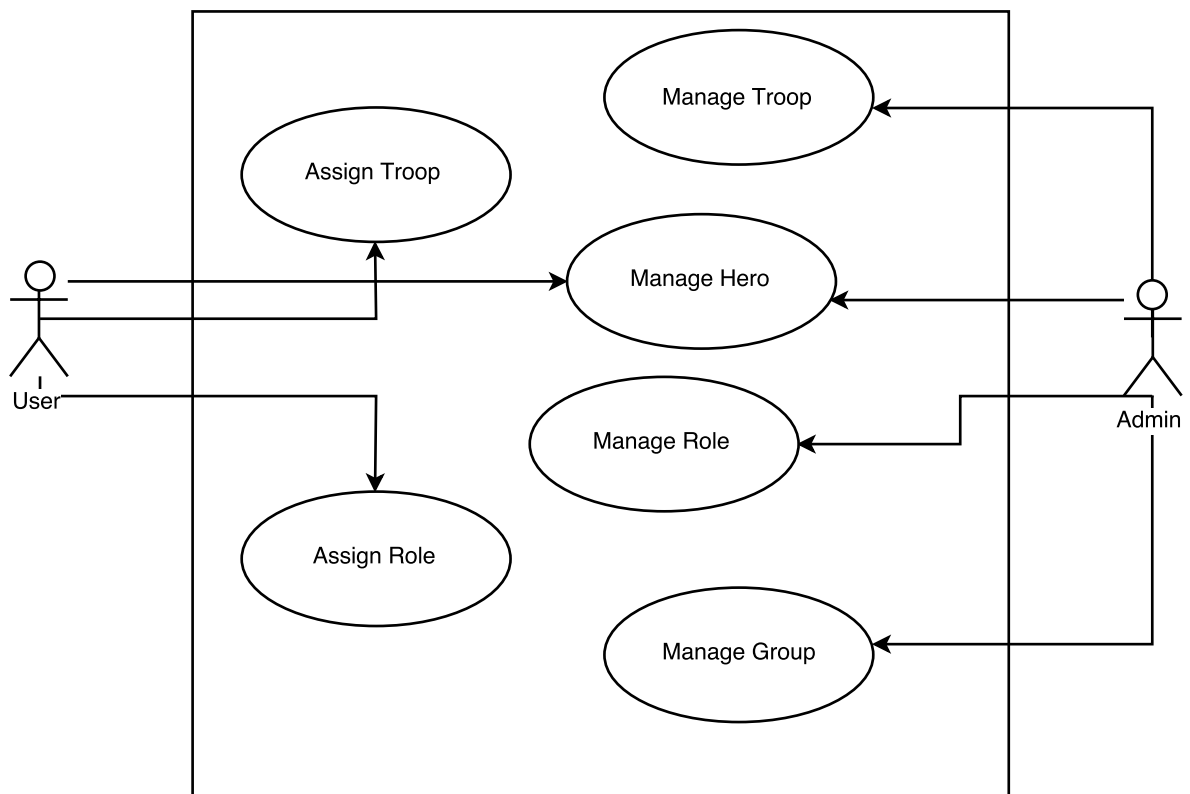 Manage Troop
Assign Troop
Manage Hero
User
Admin
Manage Role
Assign Role
Manage Group